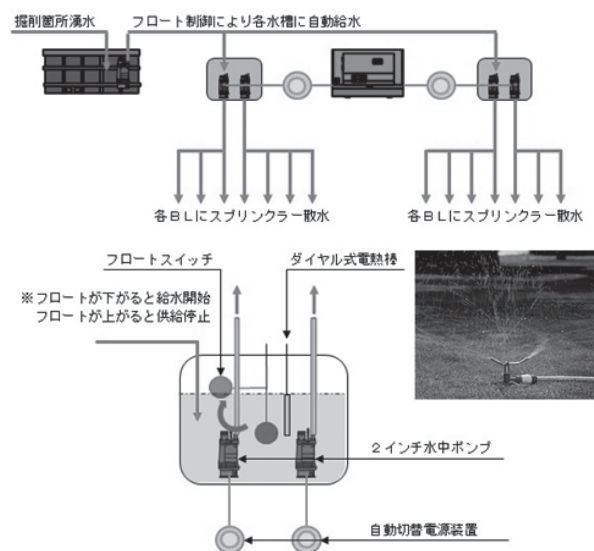 掘削箇所湧水
フロート制御により各水槽に自動給水
各BLにスプリンクラー散水
各BLにスプリンクラー散水
フロートスイッチ
ダイヤル式電熱棒
※フロートが下がると給水開始
フロートが上がると供給停止
2インチ水中ポンプ
自動切替電源装置